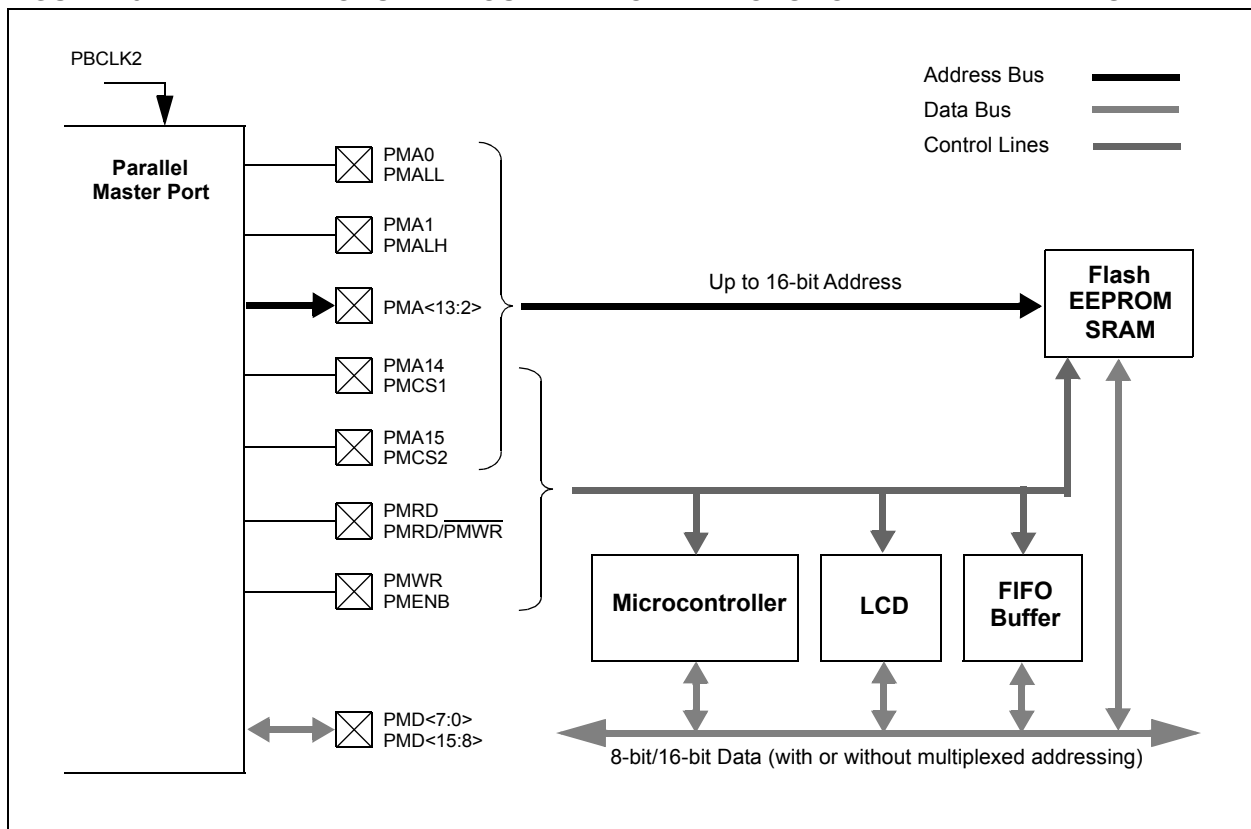 PBCLK2
Address Bus
Data Bus
Control Lines
Parallel
Master Port
PMA0
PMALL
PMA1
PMALH
PMA<13:2>
PMA14
PMCS1
PMA15
PMCS2
PMRD
PMRD/PMWR
PMWR
PMENB
PMD<7:0>
PMD<15:8>
Up to 16-bit Address
Flash
EEPROM
SRAM
Microcontroller
LCD
FIFO
Buffer
8-bit/16-bit Data (with or without multiplexed addressing)